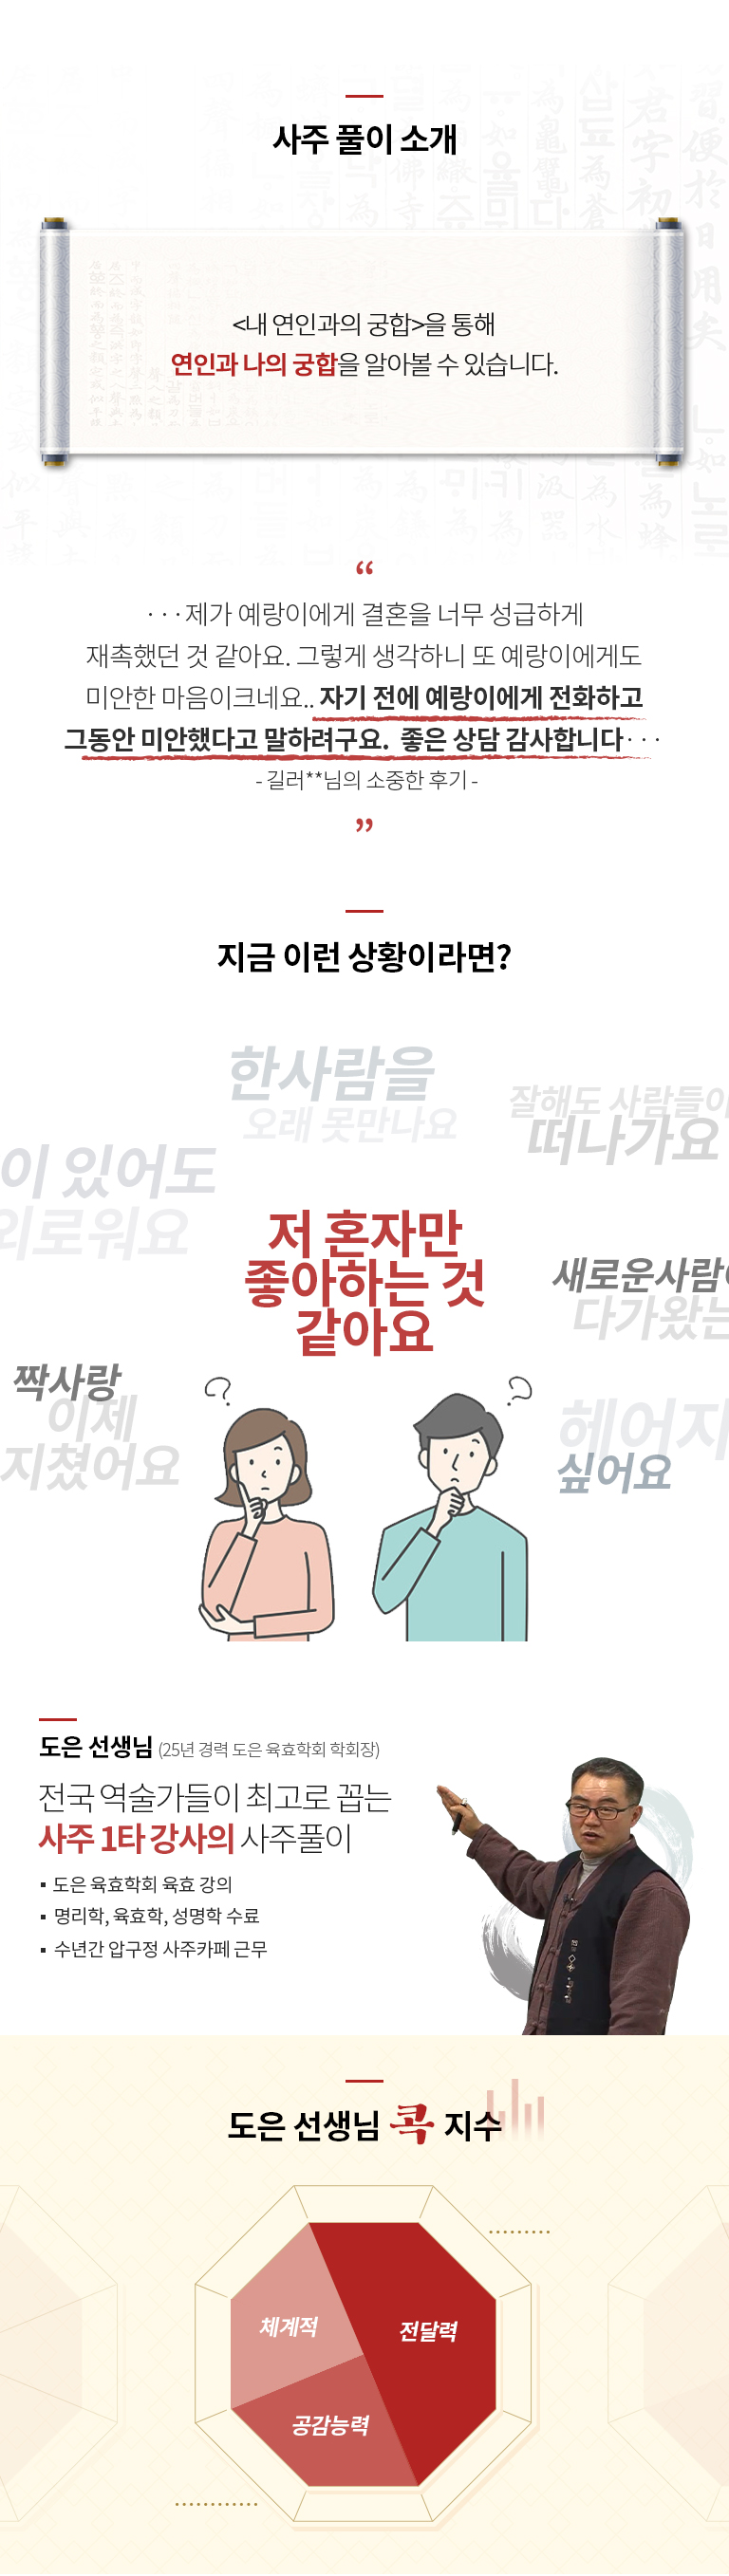 사주 풀이 소개
<내 연인과의 궁합>을 통해
연인과 나의 궁합을 알아볼 수 있습니다.
“
···제가 예랑이에게 결혼을 너무 성급하게
재촉했던 것 같아요. 그렇게 생각하니 또 예랑이에게도
미안한 마음이크네요.. 자기 전에 예랑이에게 전화하고
그동안 미안했다고 말하려구요. 좋은 상담 감사합니다···
- 길러**님의 소중한 후기 -
”
지금 이런 상황이라면?
한사람을
오래 못만나요
잘해도 사람들이
떠나가요
이 있어도
외로워요
저 혼자만
좋아하는 것
같아요
새로운사람이
다가왔는
짝사랑
이제
지쳤어요
헤어지
싶어요
도은 선생님 (25년 경력 도은 육효학회 학회장)
전국 역술가들이 최고로 꼽는
사주 1타 강사의 사주풀이
▪ 도은 육효학회 육효 강의
▪ 명리학, 육효학, 성명학 수료
▪ 수년간 압구정 사주카페 근무
도은 선생님 콕 지수
체계적
전달력
공감능력